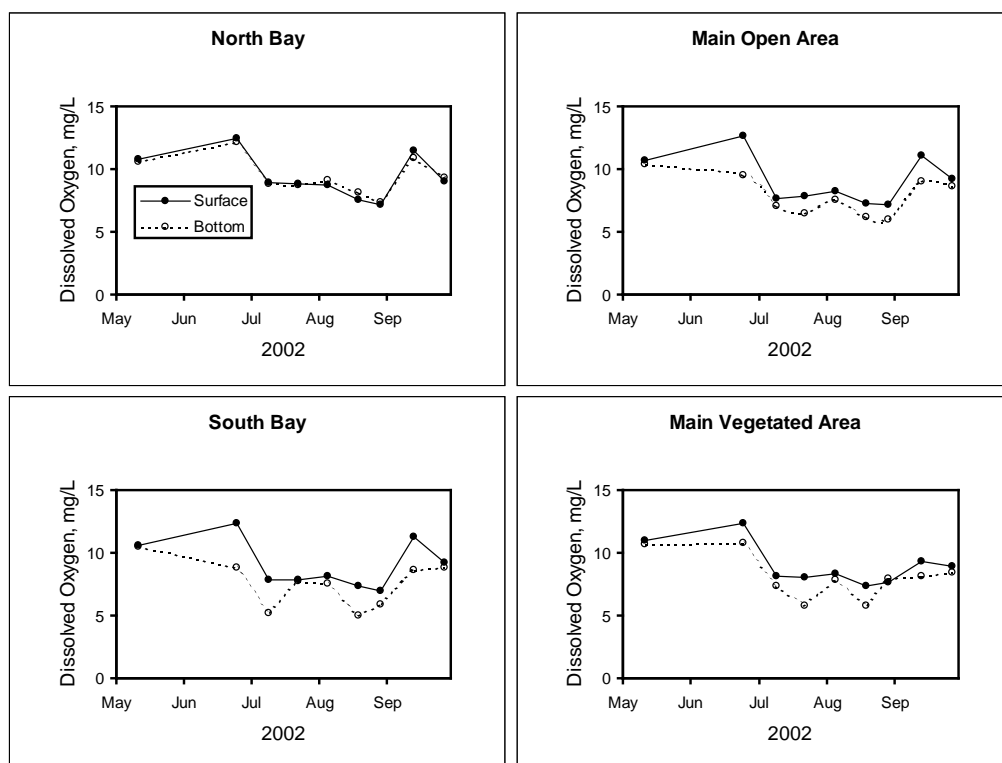 North Bay
Dissolved Oxygen, mg/L
15
10
5
0
Surface
Bottom
May Jun Jul Aug Sep
2002
Main Open Area
Dissolved Oxygen, mg/L
15
10
5
0
May Jun Jul Aug Sep
2002
South Bay
Dissolved Oxygen, mg/L
15
10
5
0
May Jun Jul Aug Sep
2002
Main Vegetated Area
Dissolved Oxygen, mg/L
15
10
5
0
May Jun Jul Aug Sep
2002